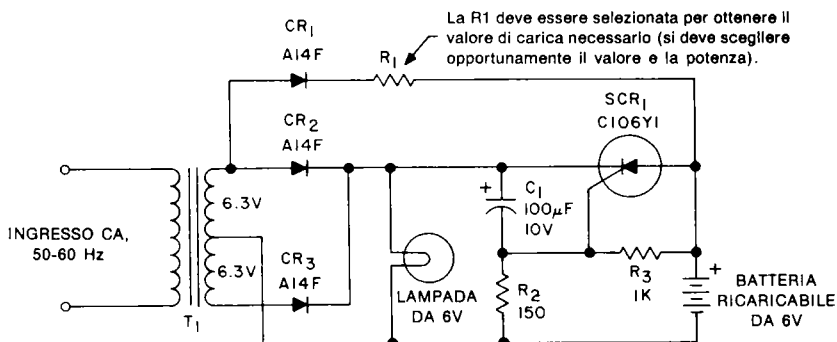 La R1 deve essere selezionata per ottenere il
valore di carica necessario (si deve scegliere
opportunamente il valore e la potenza).
CR1
A14F
R1
SCR1
C106Y1
CR2
A14F
+
C1
100µF
10V
6.3V
INGRESSO CA,
50-60 Hz
6.3V
CR3
A14F
T1
LAMPADA
DA 6V
R2
150
R3
1K
+
BATTERIA
RICARICABILE
DA 6V